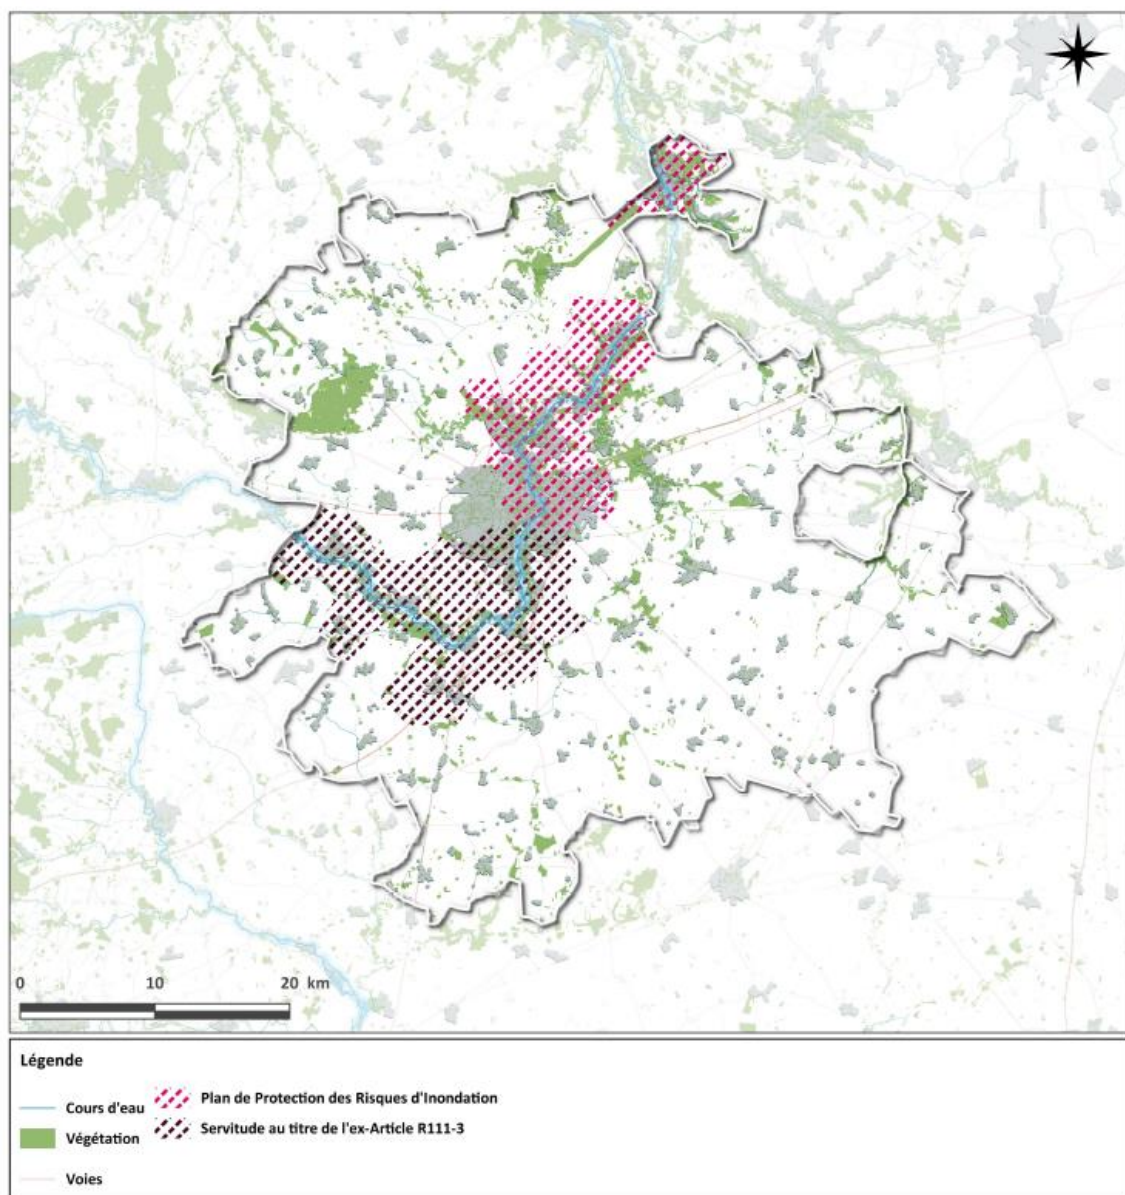 0 10 20 km
Légende
Cours d'eau
Végétation
Voies
Plan de Protection des Risques d'Inondation
Servitude au titre de l'ex-Article R111-3